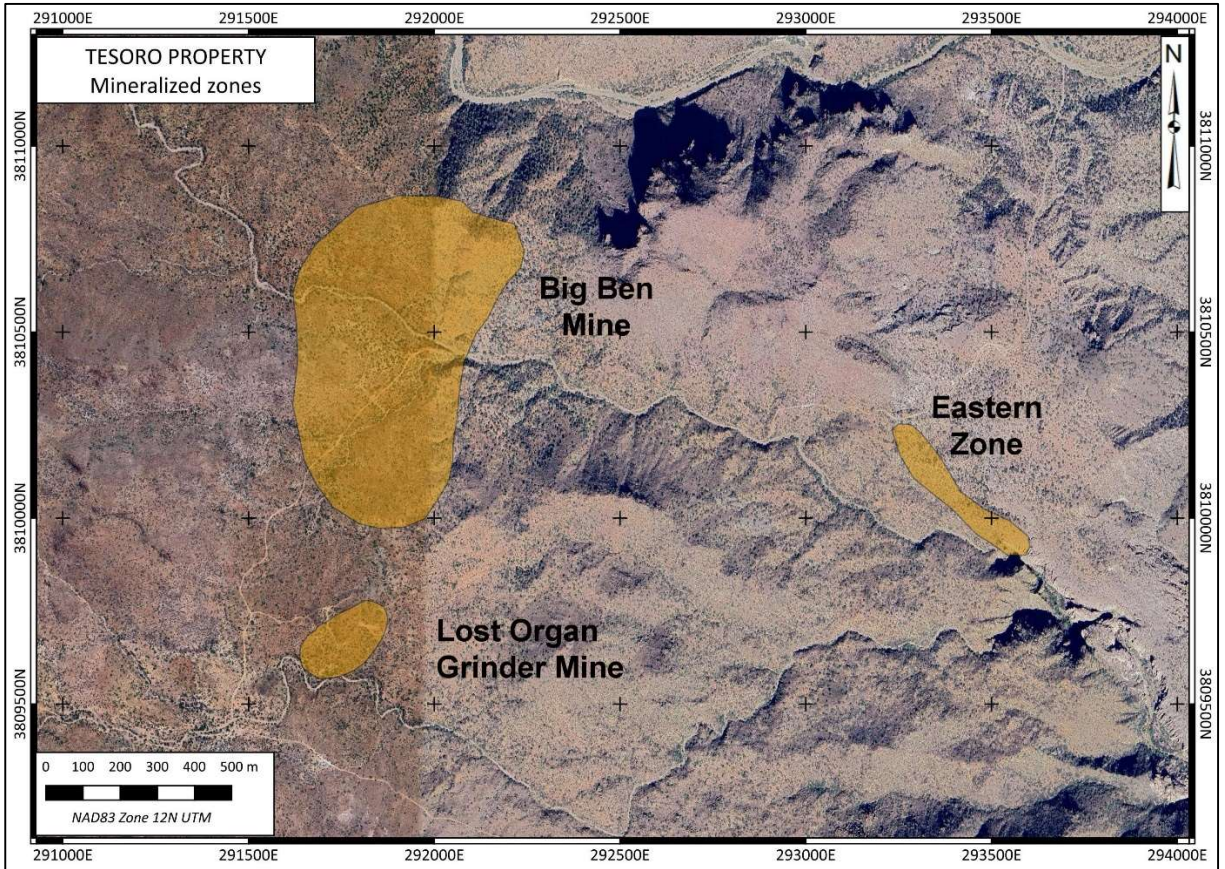 291000E 291500E 292000E 292500E 293000E 293500E 294000E
TESORO PROPERTY
Mineralized zones
N
3811000N
3811000N
Big Ben
Mine
3810500N
3810500N
Eastern
Zone
3810000N
3810000N
Lost Organ
Grinder Mine
3809500N
3809500N
0 100 200 300 400 500 m
NAD83 Zone 12N UTM
291000E 291500E 292000E 292500E 293000E 293500E 294000E